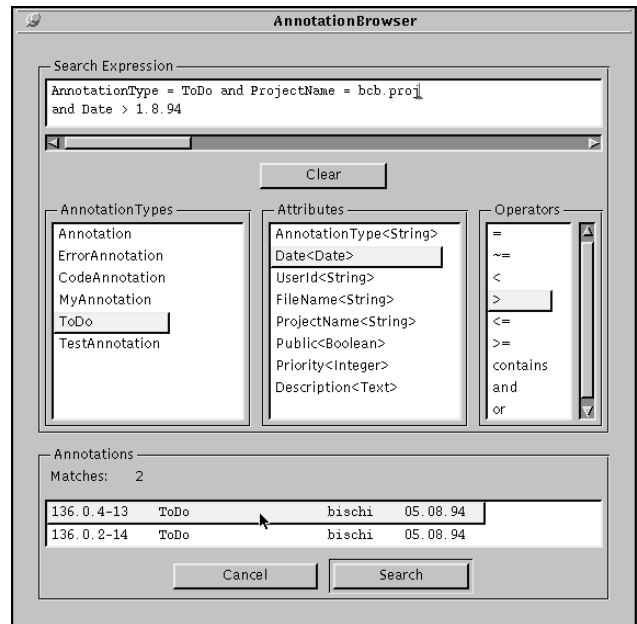 AnnotationBrowser
Search Expression
AnnotationType = ToDo and ProjectName = bcb.proj
and Date > 1.8.94
Clear
AnnotationTypes
Annotation
ErrorAnnotation
CodeAnnotation
MyAnnotation
ToDo
TestAnnotation
Attributes
AnnotationType<String>
Date<Date>
UserId<String>
FileName<String>
ProjectName<String>
Public<Boolean>
Priority<Integer>
Description<Text>
Operators
=
~=
<
>
<=
>=
contains
and
or
Annotations
Matches: 2
136.0.4-13 ToDo bischi 05.08.94
136.0.2-14 ToDo bischi 05.08.94
Cancel Search